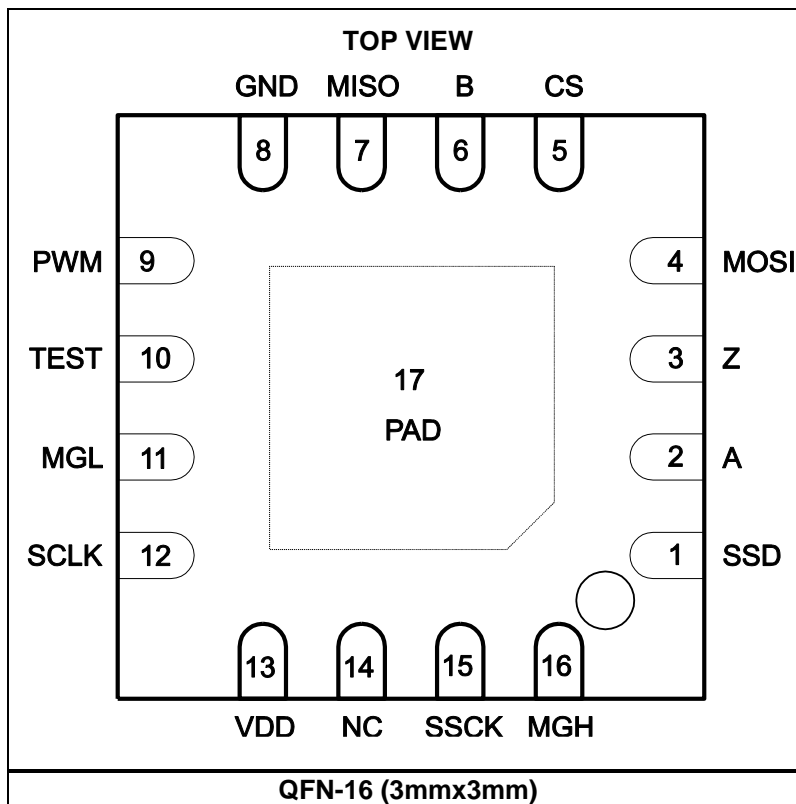 TOP VIEW
GND MISO B CS
8 7 6 5
PWM 9 4 MOSI
TEST 10 3 Z
17
PAD
MGL 11 2 A
SCLK 12 1 SSD
13 14 15 16
VDD NC SSCK MGH
QFN-16 (3mmx3mm)